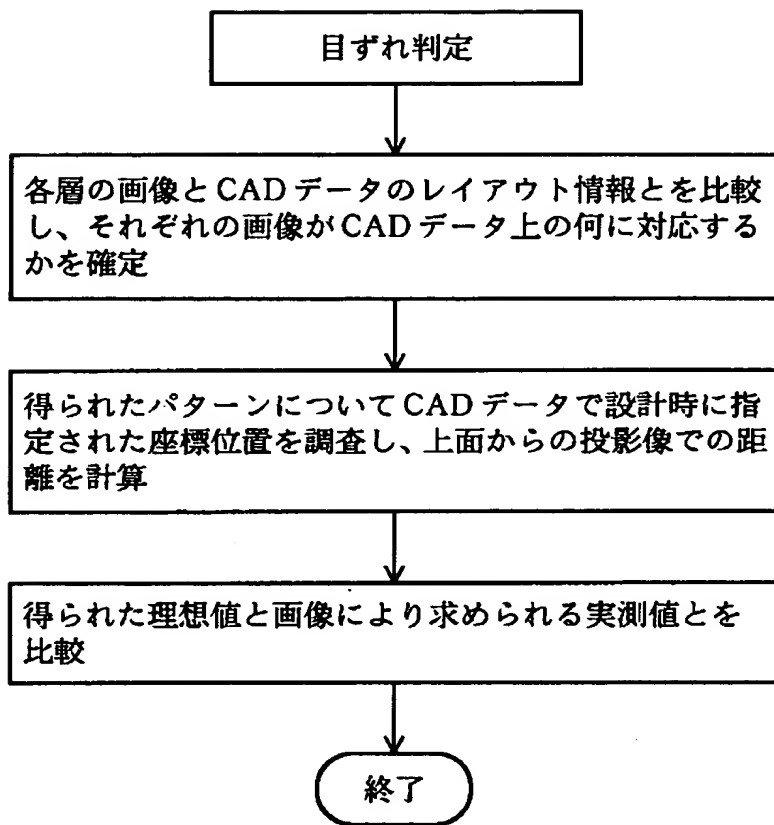 目ずれ判定
各層の画像とCADデータのレイアウト情報とを比較
し、それぞれの画像がCADデータ上の何に対応する
かを確定
得られたパターンについてCADデータで設計時に指
定された座標位置を調査し、上面からの投影像での距
離を計算
得られた理想値と画像により求められる実測値とを
比較
終了